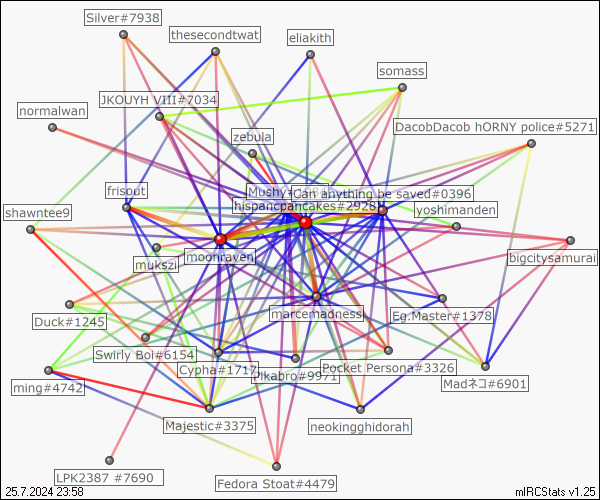 Silver#7938
thesecondtwat
eliakith
somass
JKOUYH VIII#7034
normalwan
DacobDacob hORNY police#5271
zebula
frisout
Mushy
Can anything be saved#0396
hispancpancakes#2928
yoshimanden
shawntee9
moonraven
mukszi
bigcitysamurai
marcemadness
Eg.Master#1378
Duck#1245
Swirly Boi#6154
Cypha#1717
Pikabro#9971
Pocket Persona#3326
Madネコ#6901
ming#4742
Majestic#3375
neokingghidorah
LPK2387 #7690
Fedora Stoat#4479
25.7.2024 23:58
mIRCStats v1.25